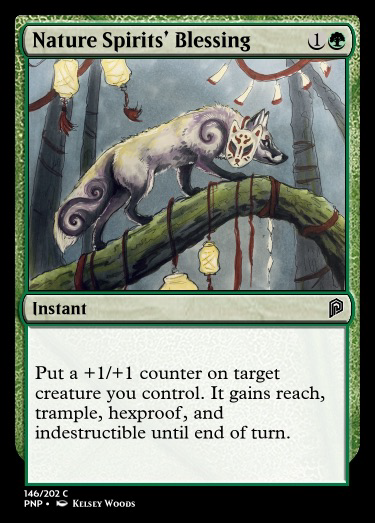 Nature Spirits’ Blessing 1
Instant
Put a +1/+1 counter on target
creature you control. It gains reach,
trample, hexproof, and
indestructible until end of turn.
146/202 C
PNP • Kelsey Woods